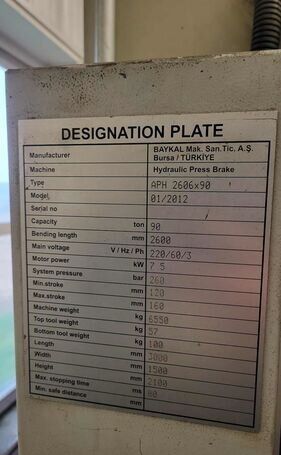 DESIGNATION PLATE
Manufacturer BAYKAL Mak. San.Tic, A.Ş.
Bursa / TÜRKİYE
Machine Hydraulic Press Brake
Type APH 2606x90
Model 01/2012
Serial no
Capacity ton 90
Bending length mm 2600
Main voltage V / Hz / Ph 220/60/3
Motor power kW 7 5
System pressure bar 260
Min.stroke mm 120
Max.stroke mm 160
Machine weight kg 6550
Top tool weight kg 57
Bottom tool weight kg 100
Length mm 3000
Width mm 1500
Height mm 2100
Max. stopping time ms 80
Min. safe distance mm